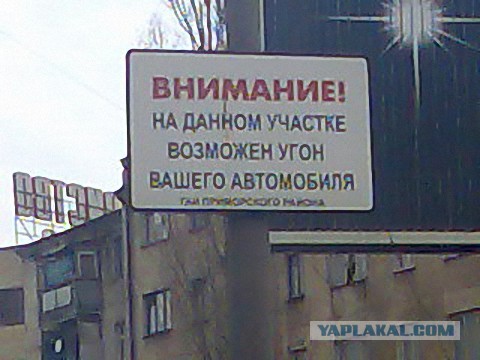 ВНИМАНИЕ!
НА ДАННОМ УЧАСТКЕ
ВОЗМОЖЕН УГОН
ВАШЕГО АВТОМОБИЛЯ
ГАИ ПРИМОРСКОГО РАЙОНА
YAPLAKAL.COM